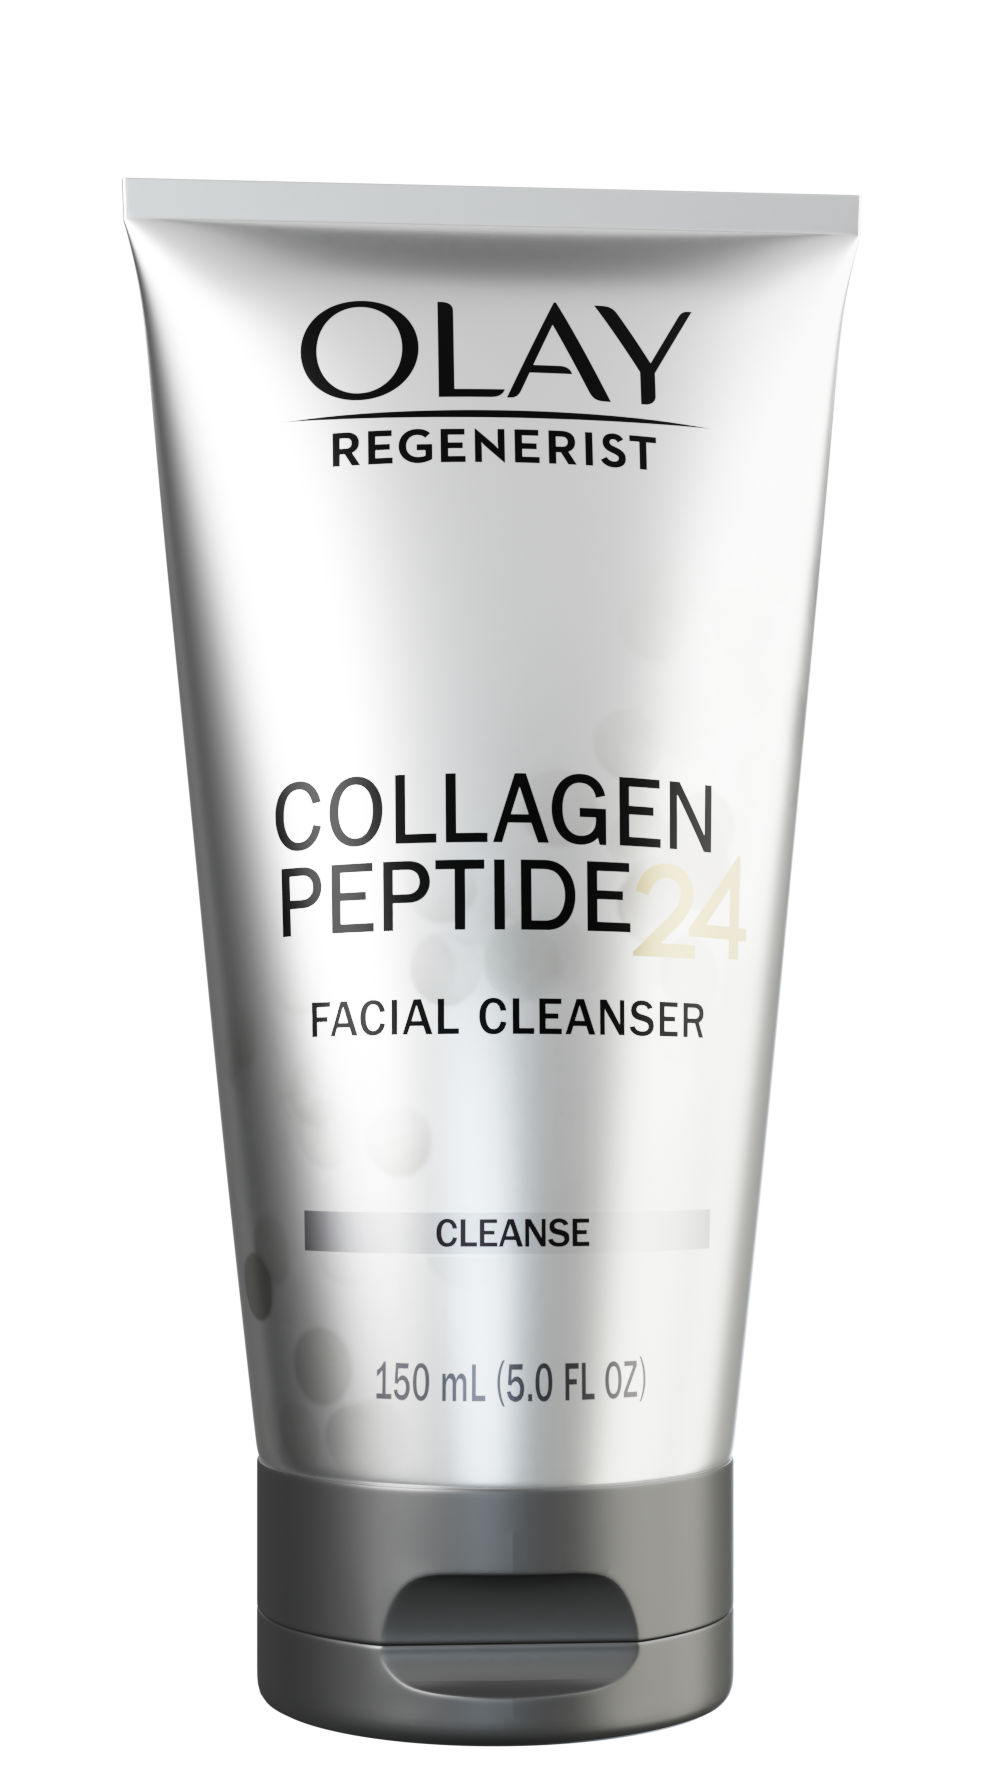 OLAY
REGENERIST
COLLAGEN
PEPTIDE24
FACIAL CLEANSER
CLEANSE
150 mL (5.0 FL OZ)